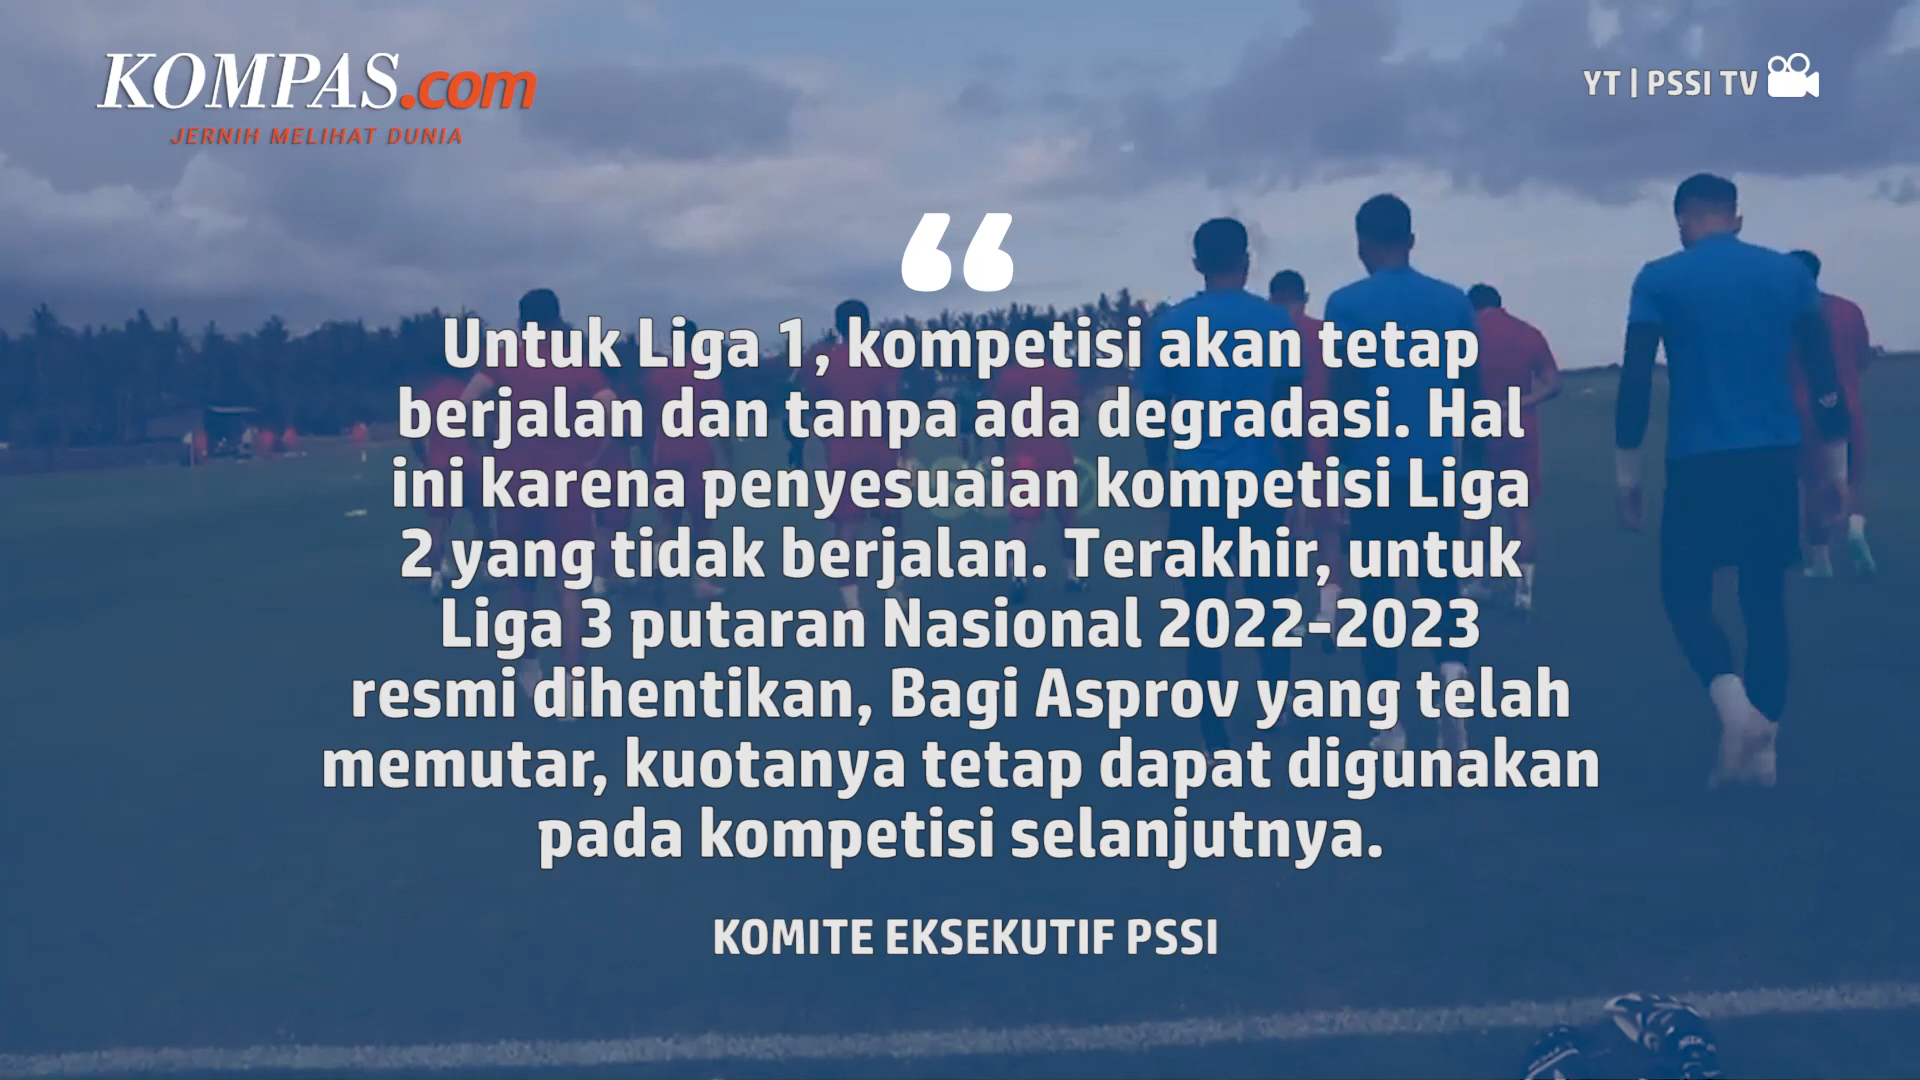 KOMPAS.com
JERNIH MELIHAT DUNIA
YT | PSSI TV
“
Untuk Liga 1, kompetisi akan tetap
berjalan dan tanpa ada degradasi. Hal
ini karena penyesuaian kompetisi Liga
2 yang tidak berjalan. Terakhir, untuk
Liga 3 putaran Nasional 2022-2023
resmi dihentikan, Bagi Asprov yang telah
memutar, kuotanya tetap dapat digunakan
pada kompetisi selanjutnya.
KOMITE EKSEKUTIF PSSI